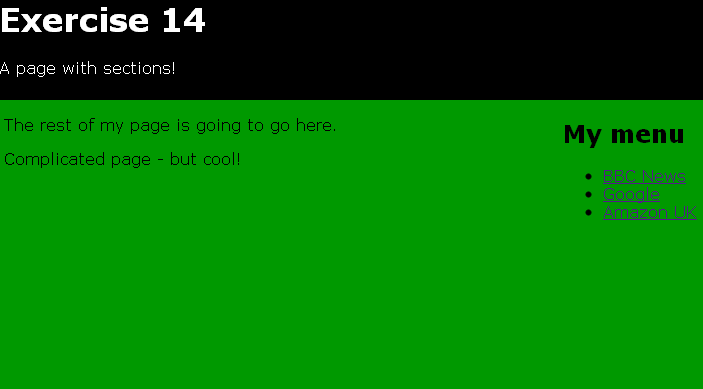 Exercise 14
A page with sections!
The rest of my page is going to go here.
Complicated page - but cool!
My menu
BBC News
Google
Amazon UK